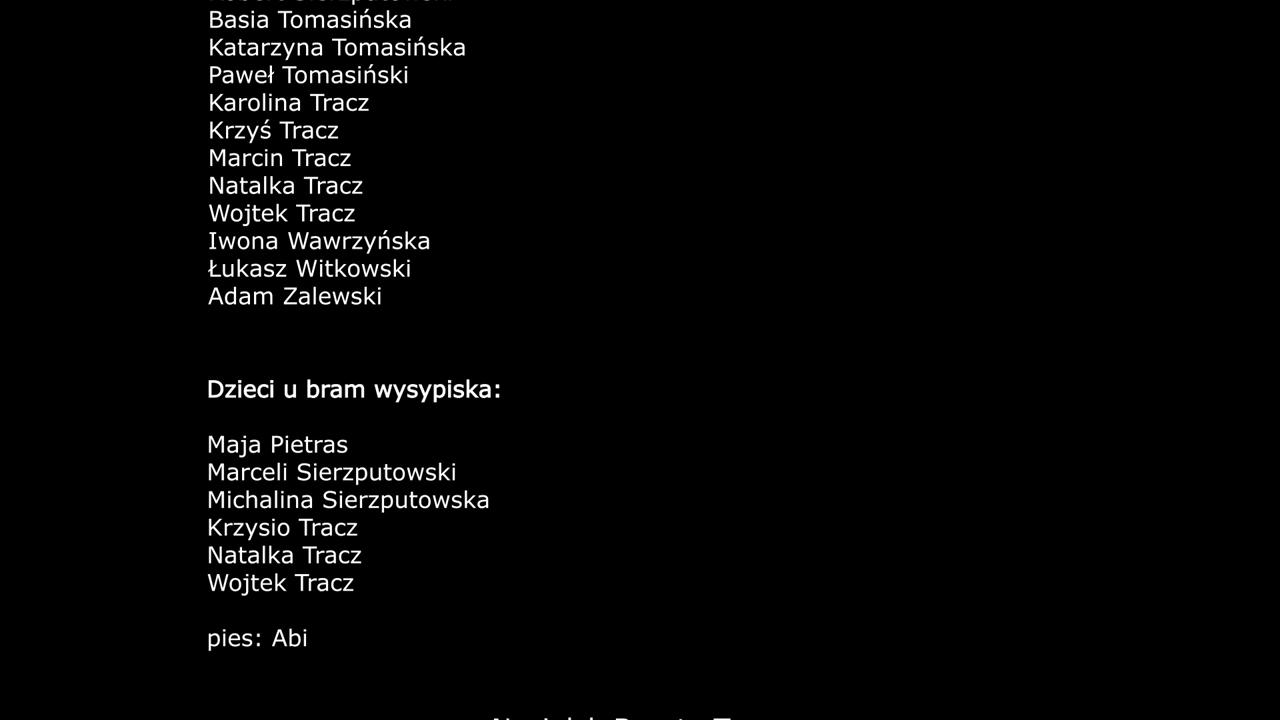 Basia Tomasińska
Katarzyna Tomasińska
Paweł Tomasiński
Karolina Tracz
Krzyś Tracz
Marcin Tracz
Natalka Tracz
Wojtek Tracz
Iwona Wawrzyńska
Łukasz Witkowski
Adam Zalewski
Dzieci u bram wysypiska:
Maja Pietras
Marceli Sierzputowski
Michalina Sierzputowska
Krzysio Tracz
Natalka Tracz
Wojtek Tracz
pies: Abi